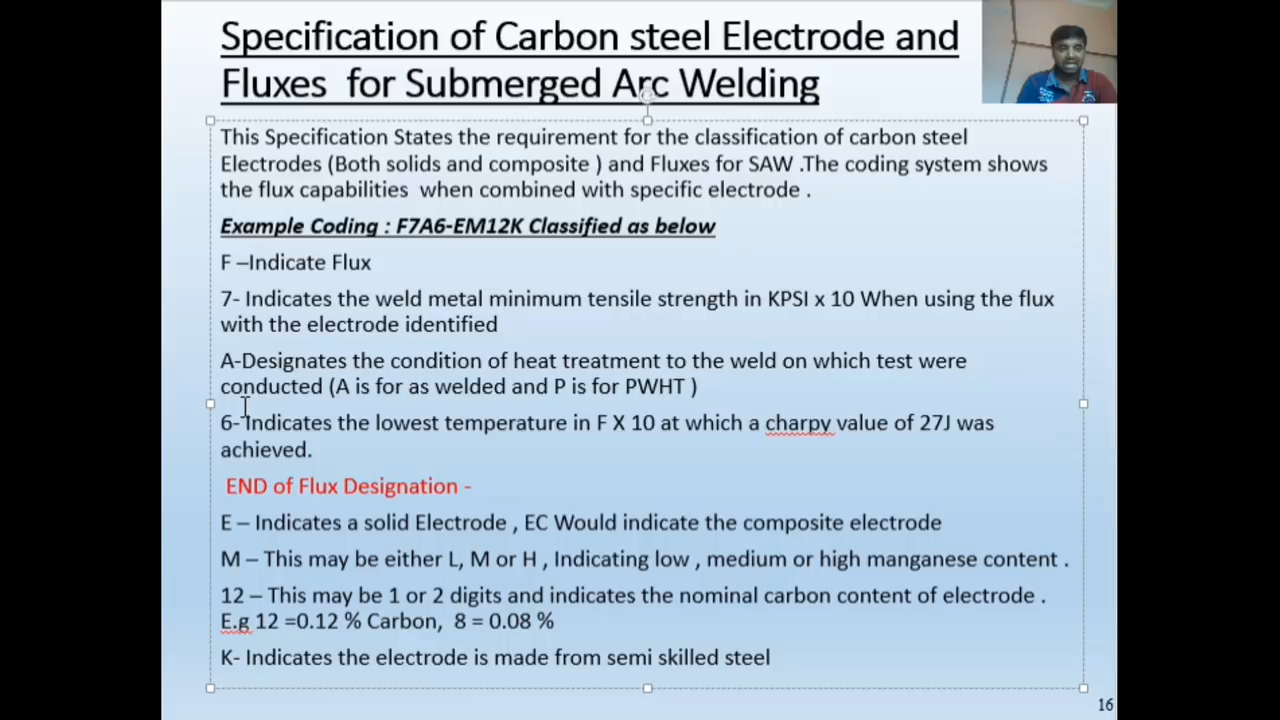 Specification of Carbon steel Electrode and
Fluxes for Submerged Arc Welding
This Specification States the requirement for the classification of carbon steel
Electrodes (Both solids and composite ) and Fluxes for SAW .The coding system shows
the flux capabilities when combined with specific electrode .
Example Coding : F7A6-EM12K Classified as below
F –Indicate Flux
7- Indicates the weld metal minimum tensile strength in KPSI x 10 When using the flux
with the electrode identified
A-Designates the condition of heat treatment to the weld on which test were
conducted (A is for as welded and P is for PWHT )
6- Indicates the lowest temperature in F X 10 at which a charpy value of 27J was
achieved.
END of Flux Designation -
E – Indicates a solid Electrode , EC Would indicate the composite electrode
M – This may be either L, M or H , Indicating low , medium or high manganese content .
12 – This may be 1 or 2 digits and indicates the nominal carbon content of electrode .
E.g 12 =0.12 % Carbon, 8 = 0.08 %
K- Indicates the electrode is made from semi skilled steel
16